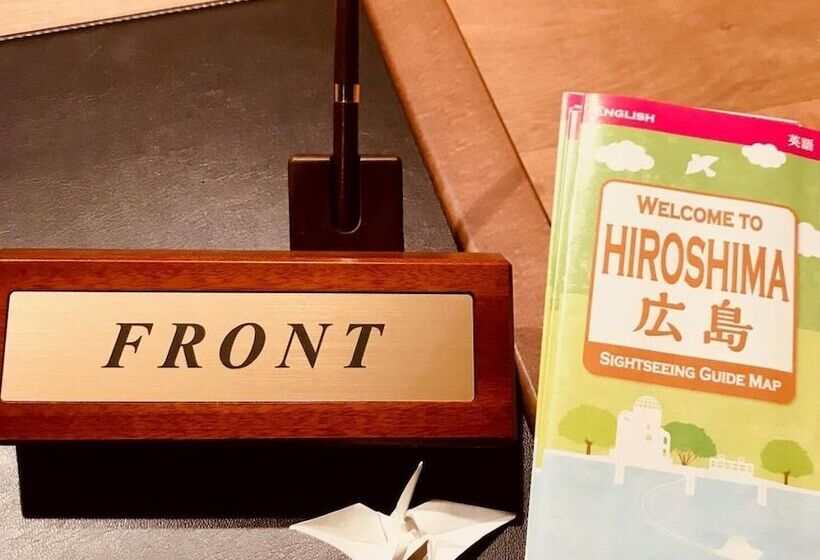 FRONT
ENGLISH
英語
WELCOME TO
HIROSHIMA
広島
SIGHTSEEING GUIDE MAP